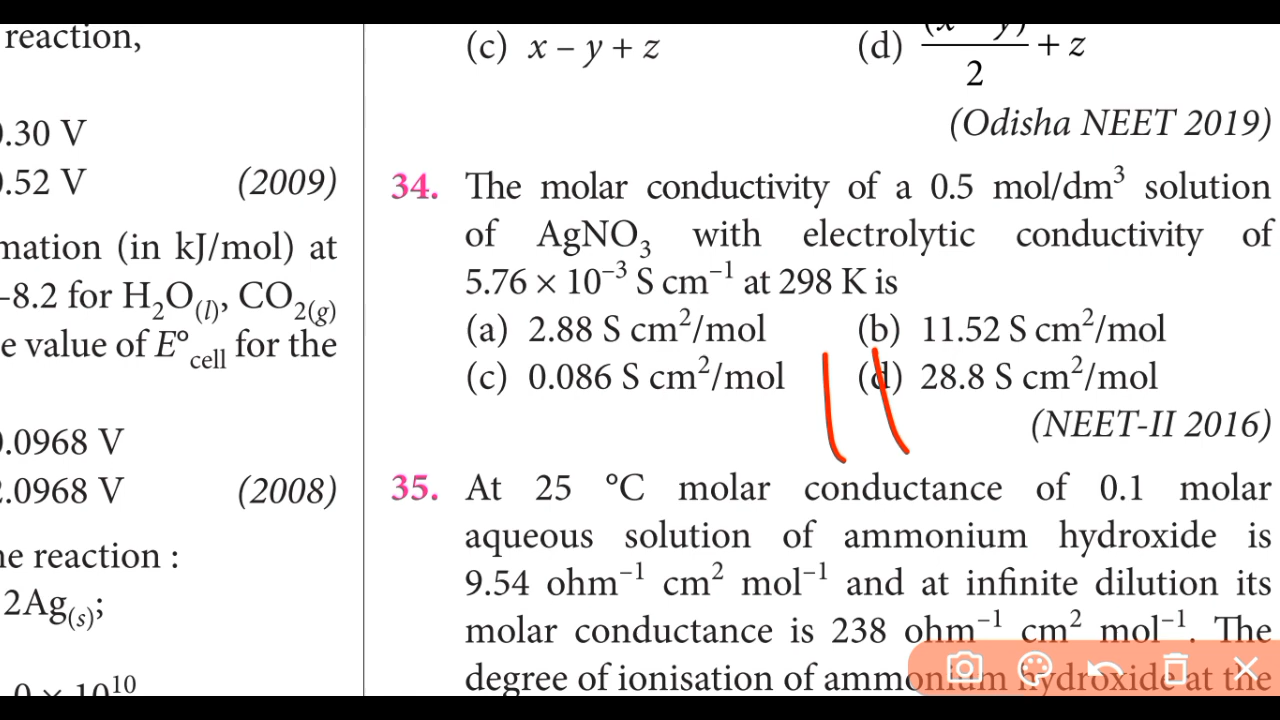 reaction,
0.30 V
0.52 V (2009)
mation (in kJ/mol) at
–8.2 for H₂O(l), CO₂(g)
e value of E°cell for the
0.0968 V
2.0968 V (2008)
ne reaction :
2Ag(s);
0 × 10¹⁰
(c) x – y + z (d) (x – y)/2 + z
(Odisha NEET 2019)
34. The molar conductivity of a 0.5 mol/dm³ solution
of AgNO₃ with electrolytic conductivity of
5.76 × 10⁻³ S cm⁻¹ at 298 K is
(a) 2.88 S cm²/mol (b) 11.52 S cm²/mol
(c) 0.086 S cm²/mol (d) 28.8 S cm²/mol
(NEET-II 2016)
35. At 25 °C molar conductance of 0.1 molar
aqueous solution of ammonium hydroxide is
9.54 ohm⁻¹ cm² mol⁻¹ and at infinite dilution its
molar conductance is 238 ohm⁻¹ cm² mol⁻¹. The
degree of ionisation of ammonium hydroxide at the